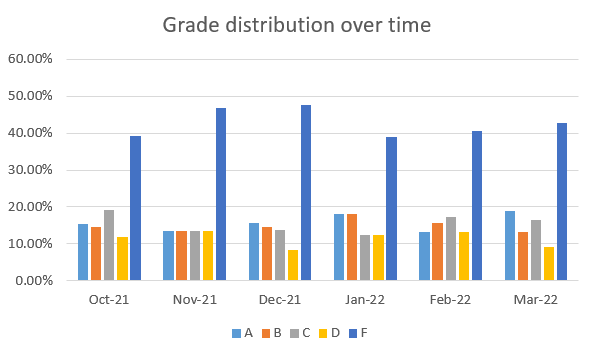 Grade distribution over time
60.00%
50.00%
40.00%
30.00%
20.00%
10.00%
0.00%
Oct-21 Nov-21 Dec-21 Jan-22 Feb-22 Mar-22
A B C D F